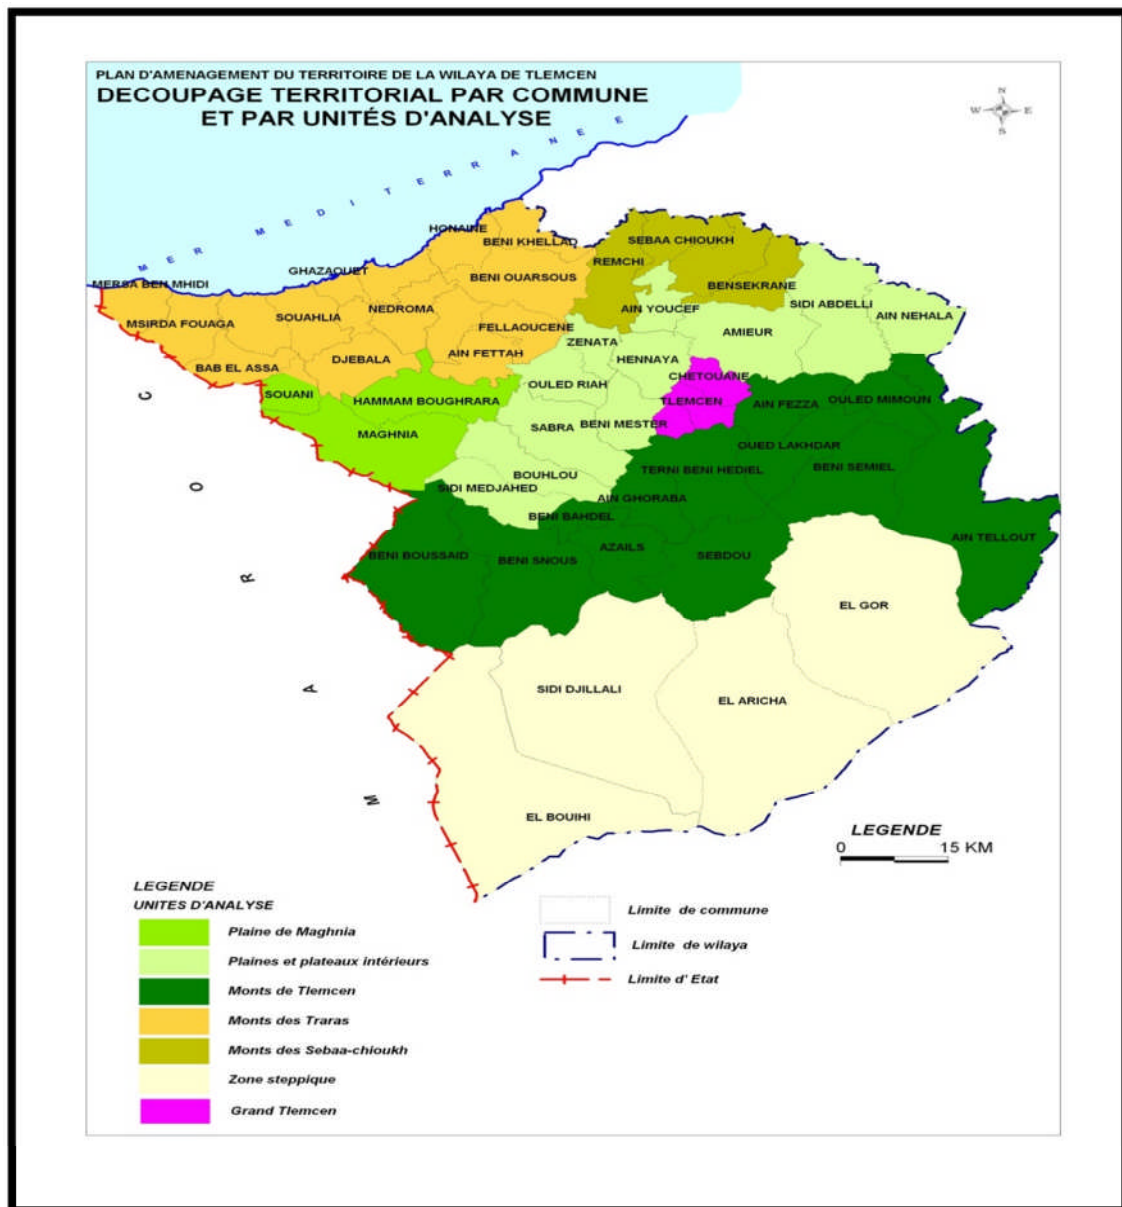 PLAN D'AMENAGEMENT DU TERRITOIRE DE LA WILAYA DE TLEMCEN
DECOUPAGE TERRITORIAL PAR COMMUNE
ET PAR UNITÉS D'ANALYSE
N
W E
S
MER MEDITERRANEE
HONAINE
BENI KHELLAD
SEBAA CHIOUKH
REMCHI
GHAZAOUET
BENI OUARSOUS
MERSA BEN MHIDI
BENSEKRANE
SIDI ABDELLI
NEDROMA
AIN YOUCEF
AIN NEHALA
MSIRDA FOUAGA
SOUAHLIA
FELLAOUCENE
AMIEUR
ZENATA
AIN FETTAH
DJEBALA
HENNAYA
BAB EL ASSA
CHETOUANE
OULED RIAH
SOUANI
HAMMAM BOUGHRARA
TLEMCEN
AIN FEZZA
OULED MIMOUN
SABRA
BENI MESTER
MAGHNIA
OUED LAKHDAR
BENI SEMIEL
BOUHLOU
TERNI BENI HEDIEL
SIDI MEDJAHED
AIN GHORABA
BENI BAHDEL
AIN TELLOUT
BENI BOUSSAID
BENI SNOUS
AZAILS
SEBDOU
EL GOR
SIDI DJILLALI
EL ARICHA
EL BOUIHI
MAROC
LEGENDE
0 15 KM
LEGENDE
UNITES D'ANALYSE
Plaine de Maghnia
Plaines et plateaux intérieurs
Monts de Tlemcen
Monts des Traras
Monts des Sebaa-chioukh
Zone steppique
Grand Tlemcen
Limite de commune
Limite de wilaya
Limite d' Etat